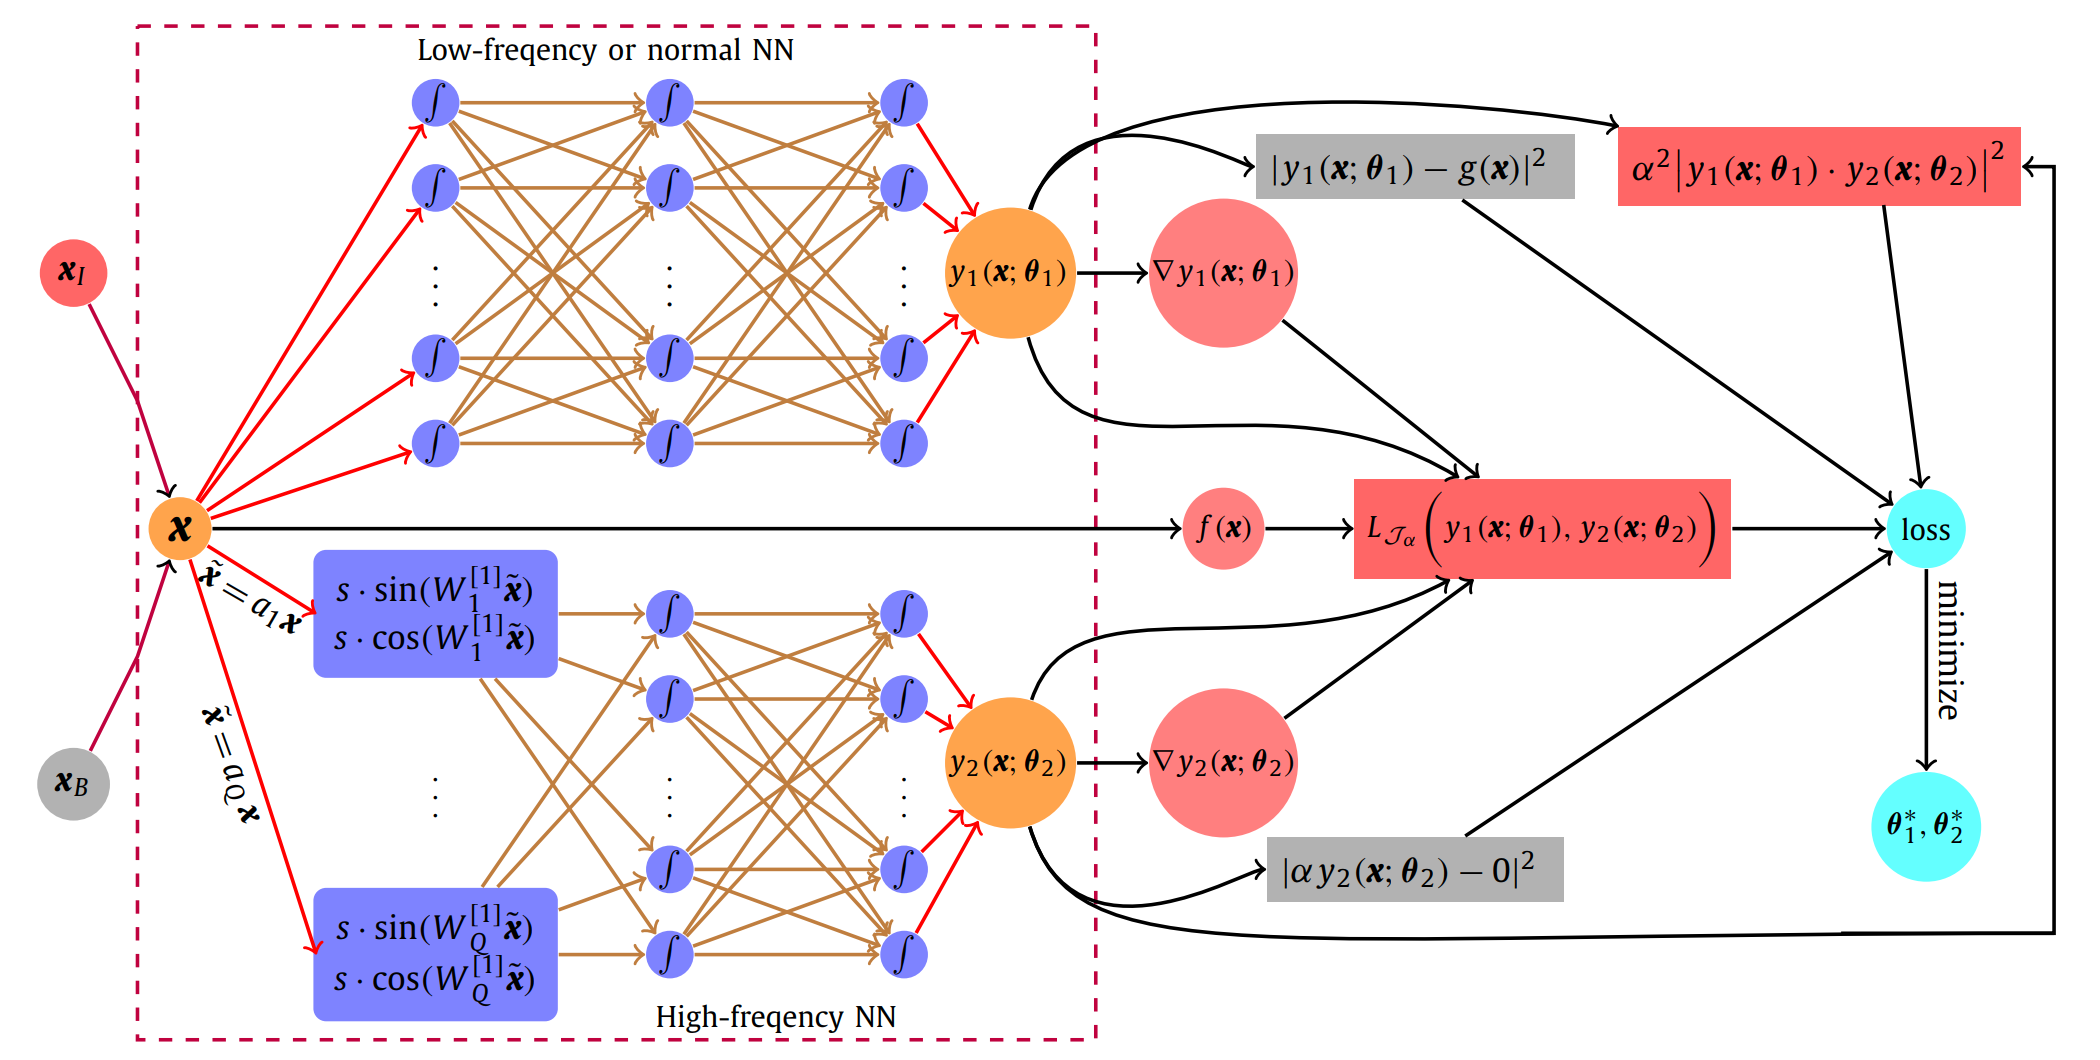 Low-freqency or normal NN
∫ ∫ ∫
∫ ∫ ∫
⋮ ⋮ ⋮
∫ ∫ ∫
∫ ∫ ∫
x_I
x
x_B
x̃ = a_1 x
x̃ = a_Q x
s · sin(W_1^{[1]} x̃)
s · cos(W_1^{[1]} x̃)
⋮
s · sin(W_Q^{[1]} x̃)
s · cos(W_Q^{[1]} x̃)
∫ ∫
∫ ∫
⋮ ⋮
∫ ∫
∫ ∫
High-freqency NN
y_1(x; θ_1)
y_2(x; θ_2)
|y_1(x; θ_1) − g(x)|^2
α^2|y_1(x; θ_1) · y_2(x; θ_2)|^2
∇y_1(x; θ_1)
f(x)
L_{𝒥_α}(y_1(x; θ_1), y_2(x; θ_2))
loss
minimize
∇y_2(x; θ_2)
|αy_2(x; θ_2) − 0|^2
θ_1^*, θ_2^*